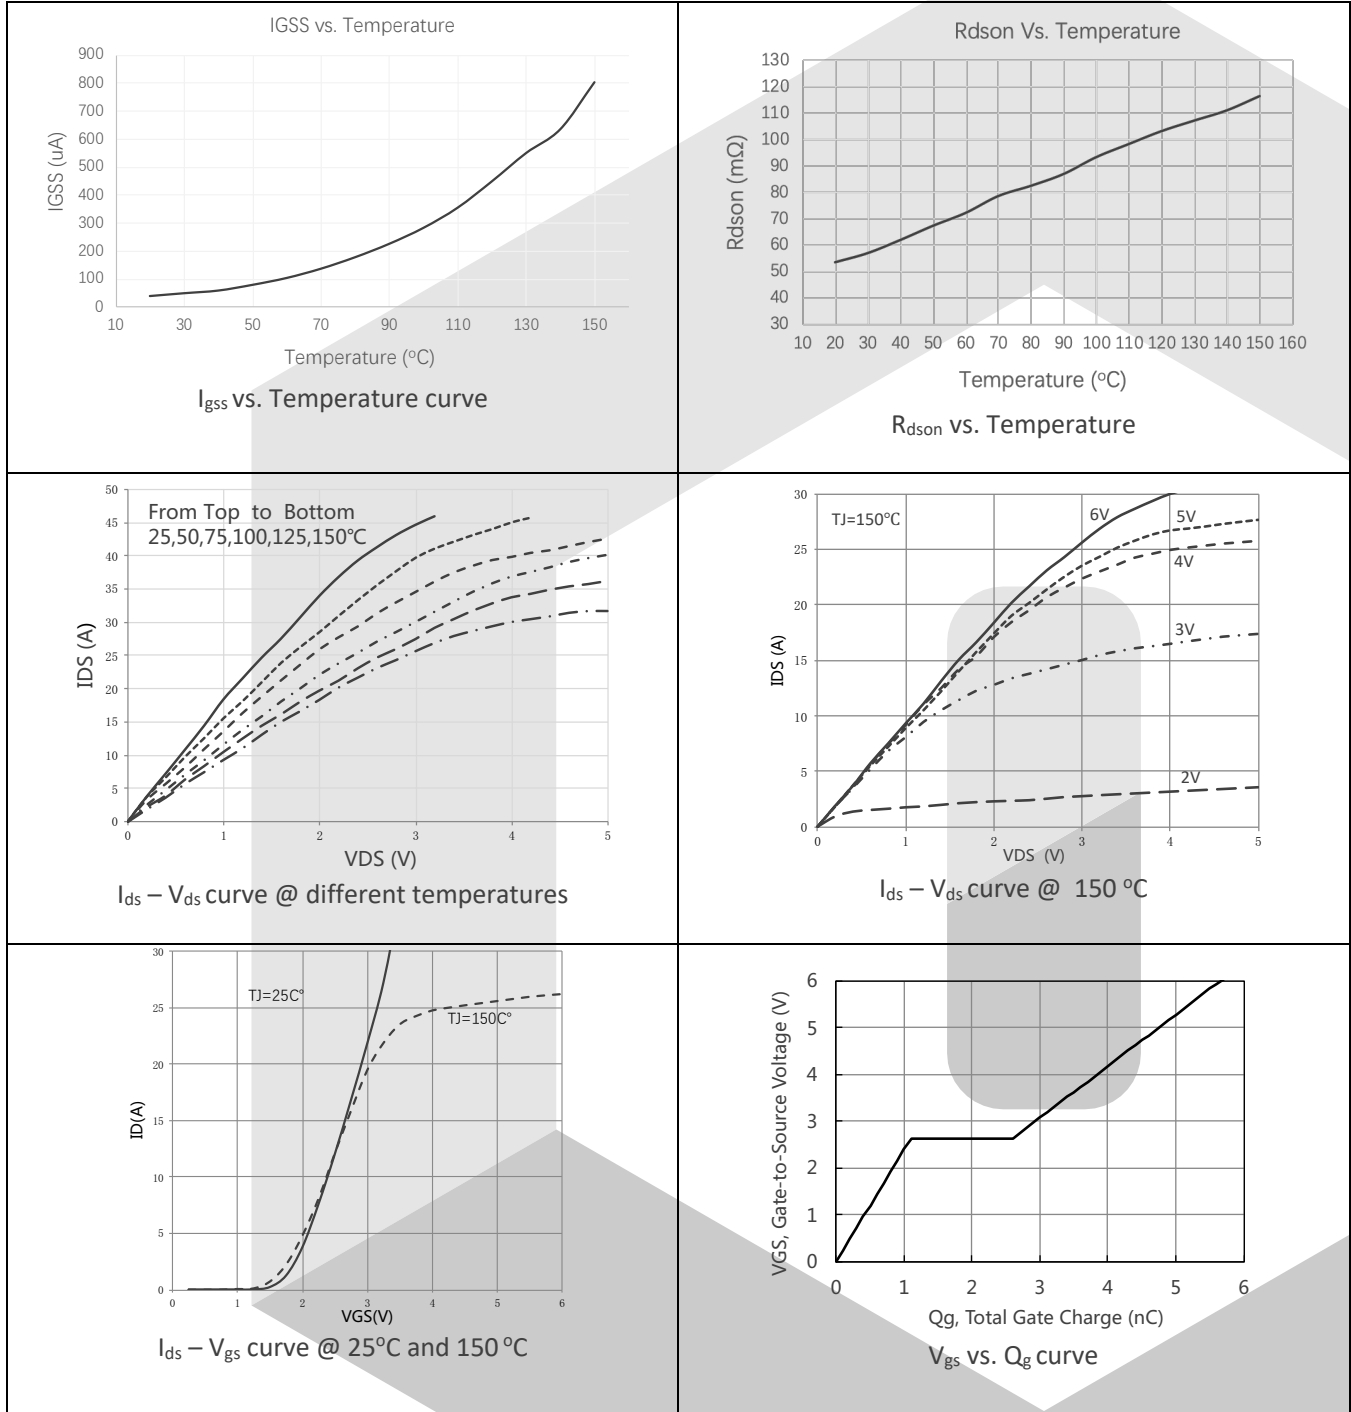 IGSS vs. Temperature
900
800
700
600
500
400
300
200
100
0
IGSS (uA)
10 30 50 70 90 110 130 150
Temperature (°C)
Igss vs. Temperature curve
Rdson Vs. Temperature
130
120
110
100
90
80
70
60
50
40
30
Rdson (mΩ)
10 20 30 40 50 60 70 80 90 100 110 120 130 140 150 160
Temperature (°C)
Rdson vs. Temperature
50
45
40
35
30
25
20
15
10
5
0
IDS (A)
From Top to Bottom
25,50,75,100,125,150℃
0 1 2 3 4 5
VDS (V)
Ids – Vds curve @ different temperatures
30
25
20
15
10
5
0
IDS (A)
TJ=150℃
6V
5V
4V
3V
2V
0 1 2 3 4 5
VDS (V)
Ids – Vds curve @ 150 °C
30
25
20
15
10
5
0
ID(A)
TJ=25C°
TJ=150C°
0 1 2 3 4 5 6
VGS(V)
Ids – Vgs curve @ 25°C and 150 °C
6
5
4
3
2
1
0
VGS, Gate-to-Source Voltage (V)
0 1 2 3 4 5 6
Qg, Total Gate Charge (nC)
Vgs vs. Qg curve